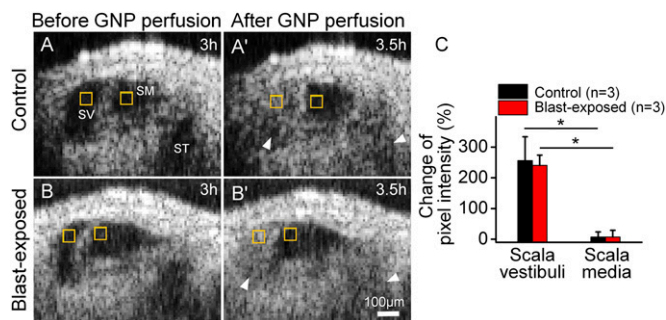 Before GNP perfusion
After GNP perfusion
Control
A
3h
SV
SM
ST
A'
3.5h
Blast-exposed
B
3h
B'
3.5h
100μm
C
Control (n=3)
Blast-exposed (n=3)
Change of
pixel intensity (%)
300
200
100
0
*
*
Scala
vestibuli
Scala
media